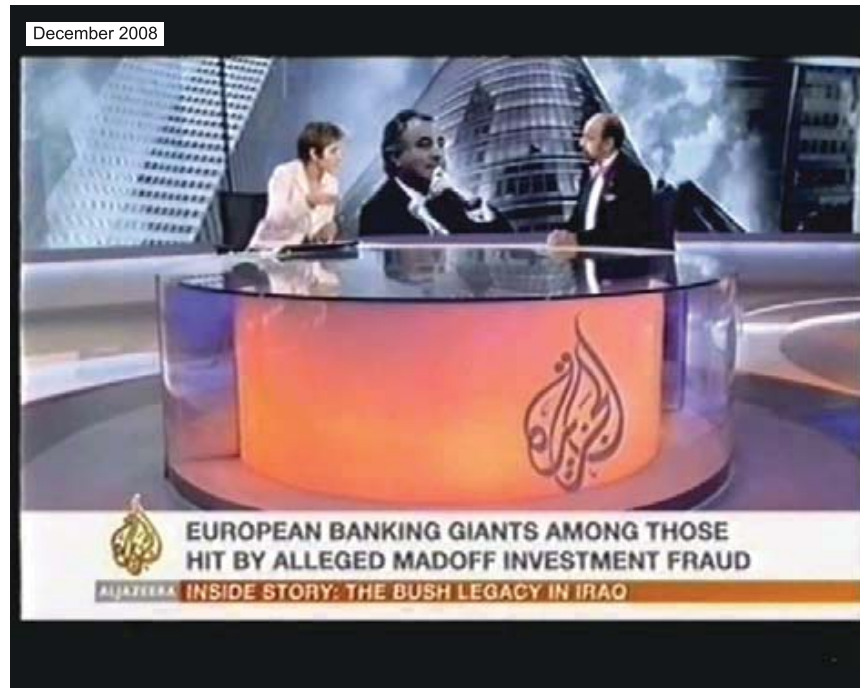 December 2008
الجزيرة
EUROPEAN BANKING GIANTS AMONG THOSE
HIT BY ALLEGED MADOFF INVESTMENT FRAUD
ALJAZEERA INSIDE STORY: THE BUSH LEGACY IN IRAQ